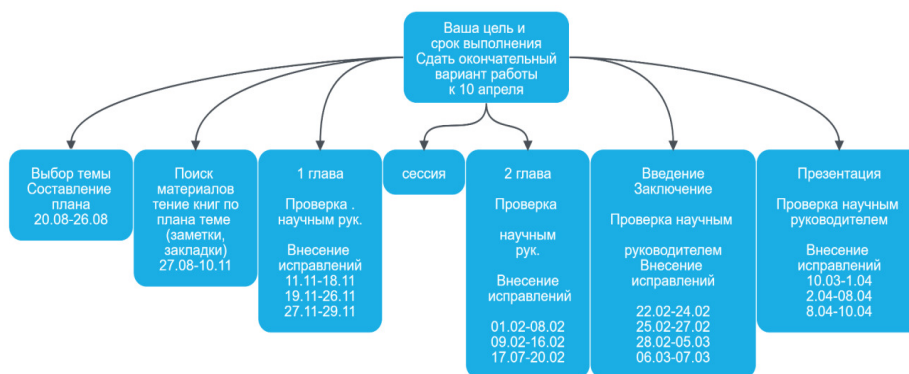 Ваша цель и
срок выполнения
Сдать окончательный
вариант работы
к 10 апреля
Выбор темы
Составление
плана
20.08-26.08
Поиск
материалов
тение книг по
плана теме
(заметки,
закладки)
27.08-10.11
1 глава
Проверка .
научным рук.
Внесение
исправлений
11.11-18.11
19.11-26.11
27.11-29.11
сессия
2 глава
Проверка
научным
рук.
Внесение
исправлений
01.02-08.02
09.02-16.02
17.07-20.02
Введение
Заключение
Проверка научным
руководителем
Внесение
исправлений
22.02-24.02
25.02-27.02
28.02-05.03
06.03-07.03
Презентация
Проверка научным
руководителем
Внесение
исправлений
10.03-1.04
2.04-08.04
8.04-10.04